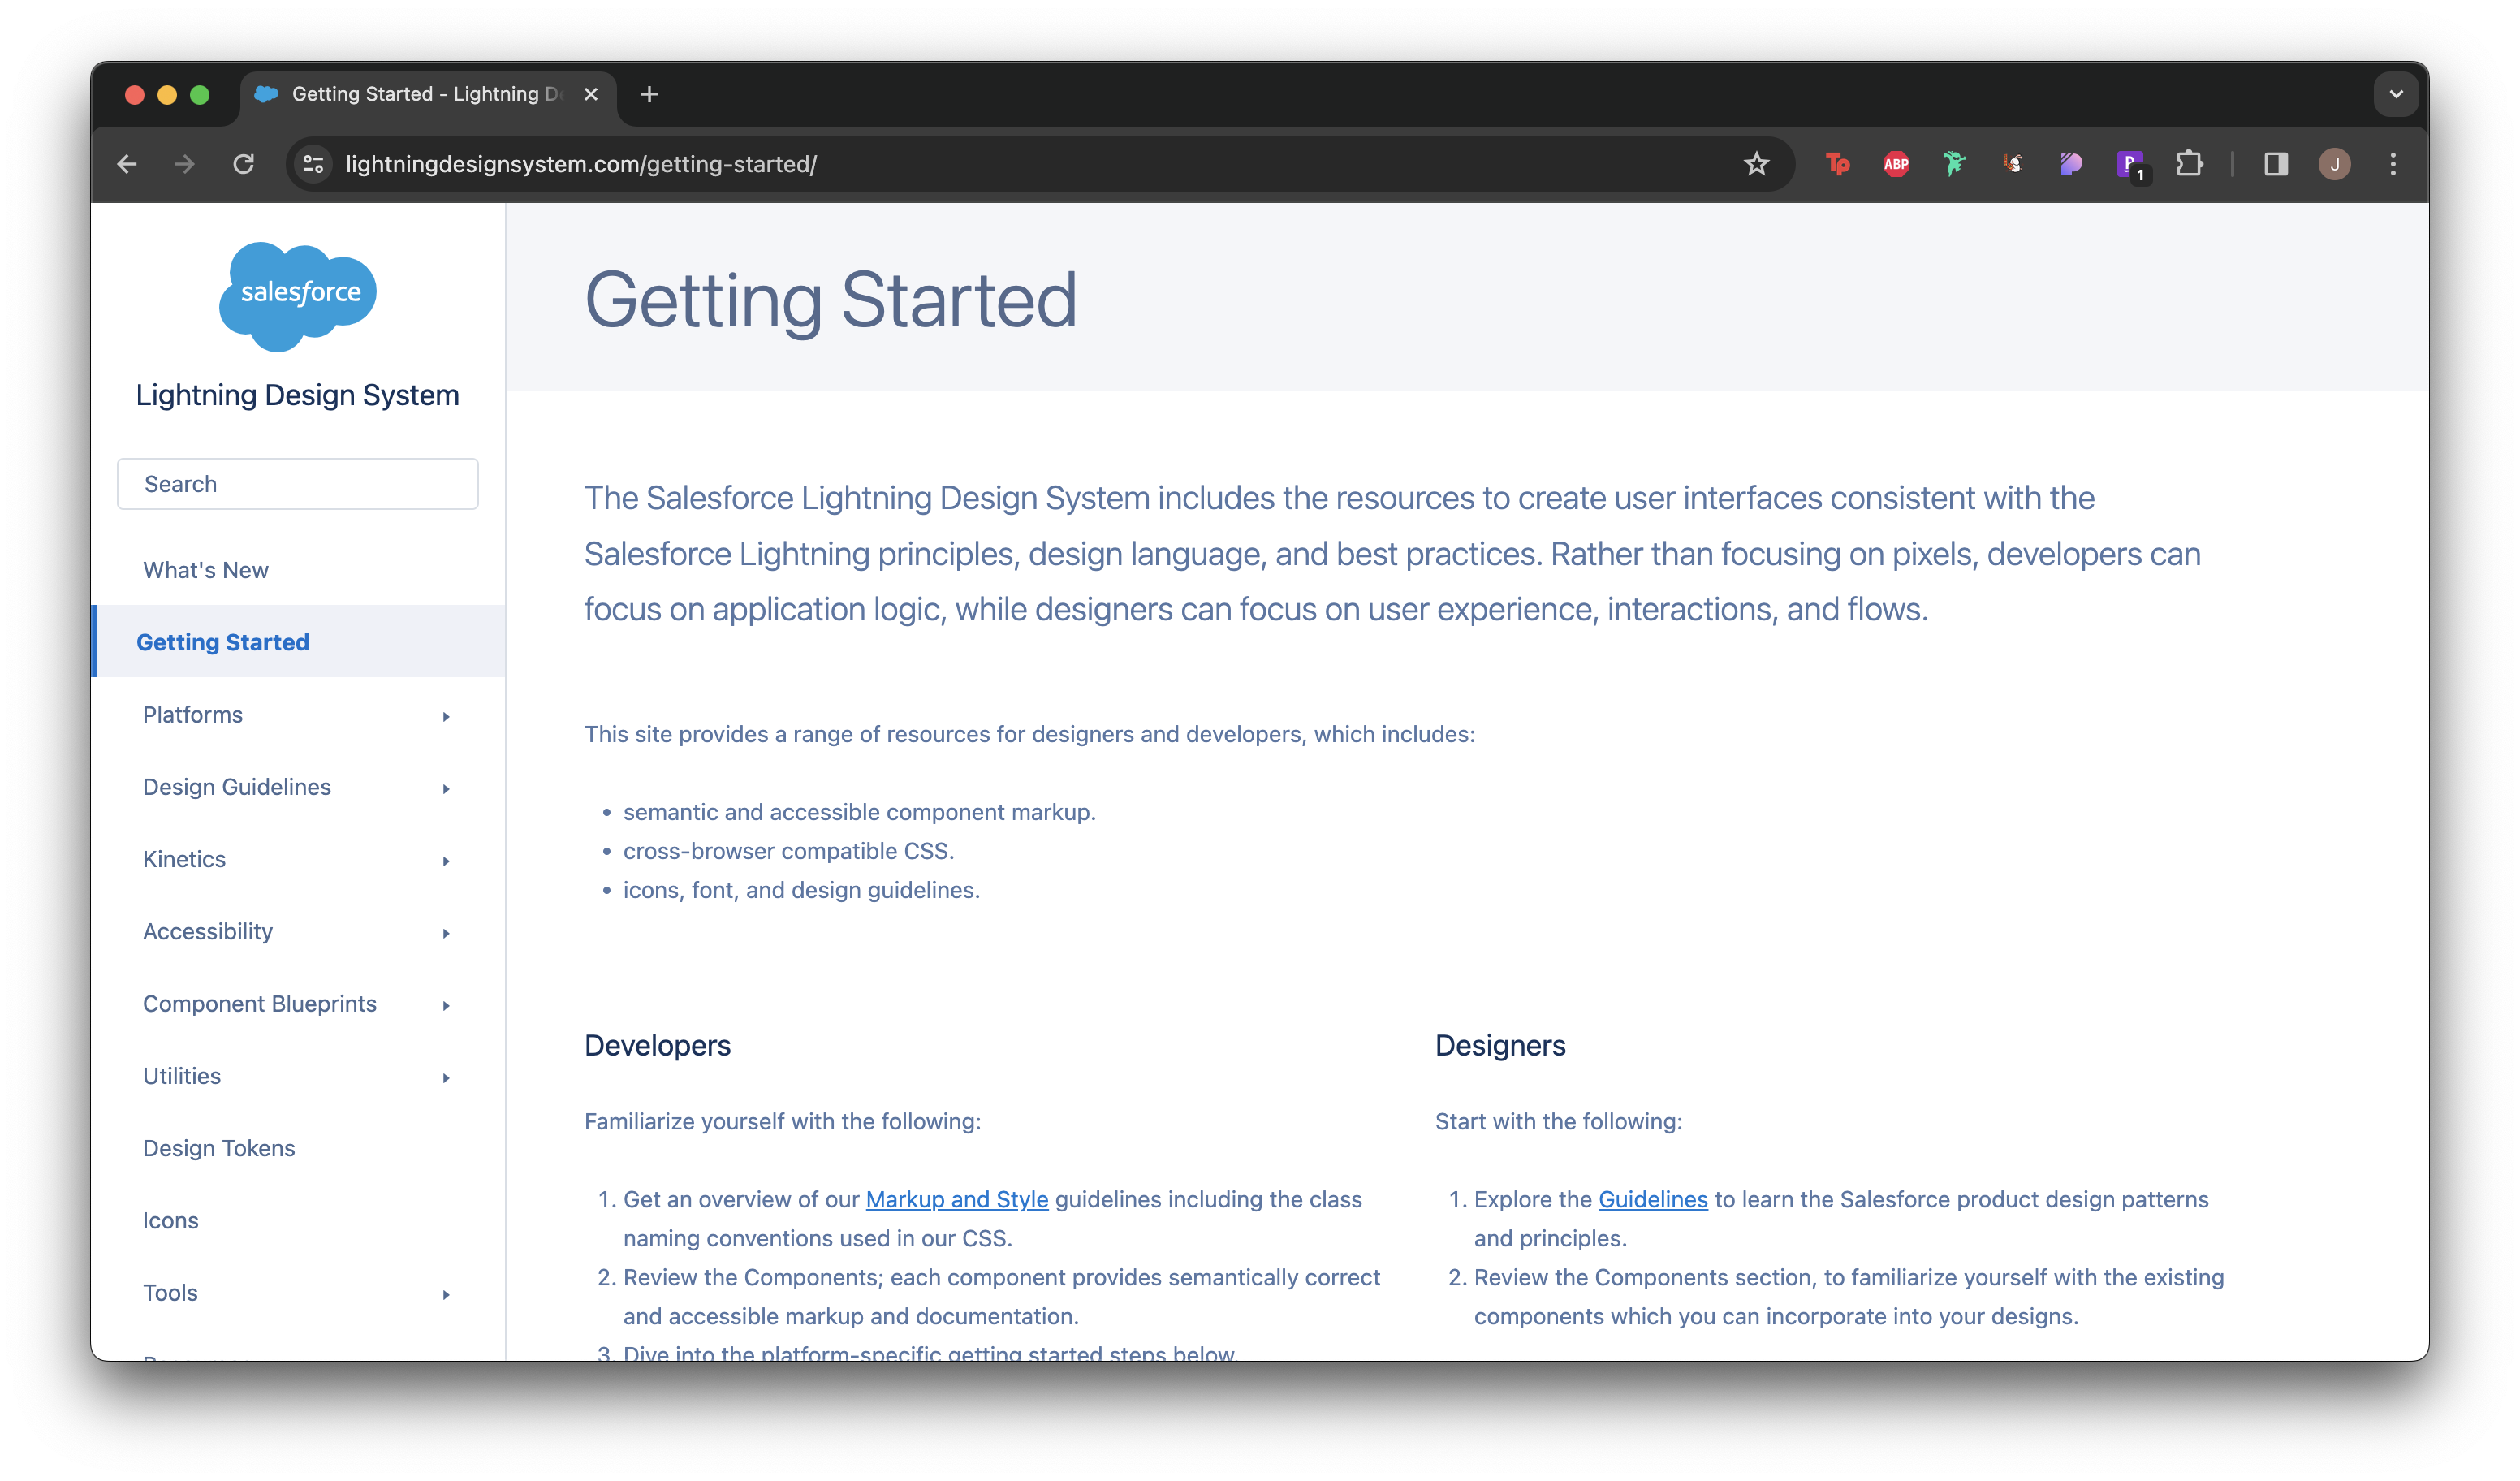 Getting Started - Lightning D
lightningdesignsystem.com/getting-started/
Tp
ABP
1
J
salesforce
Lightning Design System
Search
What's New
Getting Started
Platforms
Design Guidelines
Kinetics
Accessibility
Component Blueprints
Utilities
Design Tokens
Icons
Tools
Getting Started
The Salesforce Lightning Design System includes the resources to create user interfaces consistent with the
Salesforce Lightning principles, design language, and best practices. Rather than focusing on pixels, developers can
focus on application logic, while designers can focus on user experience, interactions, and flows.
This site provides a range of resources for designers and developers, which includes:
• semantic and accessible component markup.
• cross-browser compatible CSS.
• icons, font, and design guidelines.
Developers
Familiarize yourself with the following:
1. Get an overview of our Markup and Style guidelines including the class
naming conventions used in our CSS.
2. Review the Components; each component provides semantically correct
and accessible markup and documentation.
3. Dive into the platform-specific getting started steps below.
Designers
Start with the following:
1. Explore the Guidelines to learn the Salesforce product design patterns
and principles.
2. Review the Components section, to familiarize yourself with the existing
components which you can incorporate into your designs.